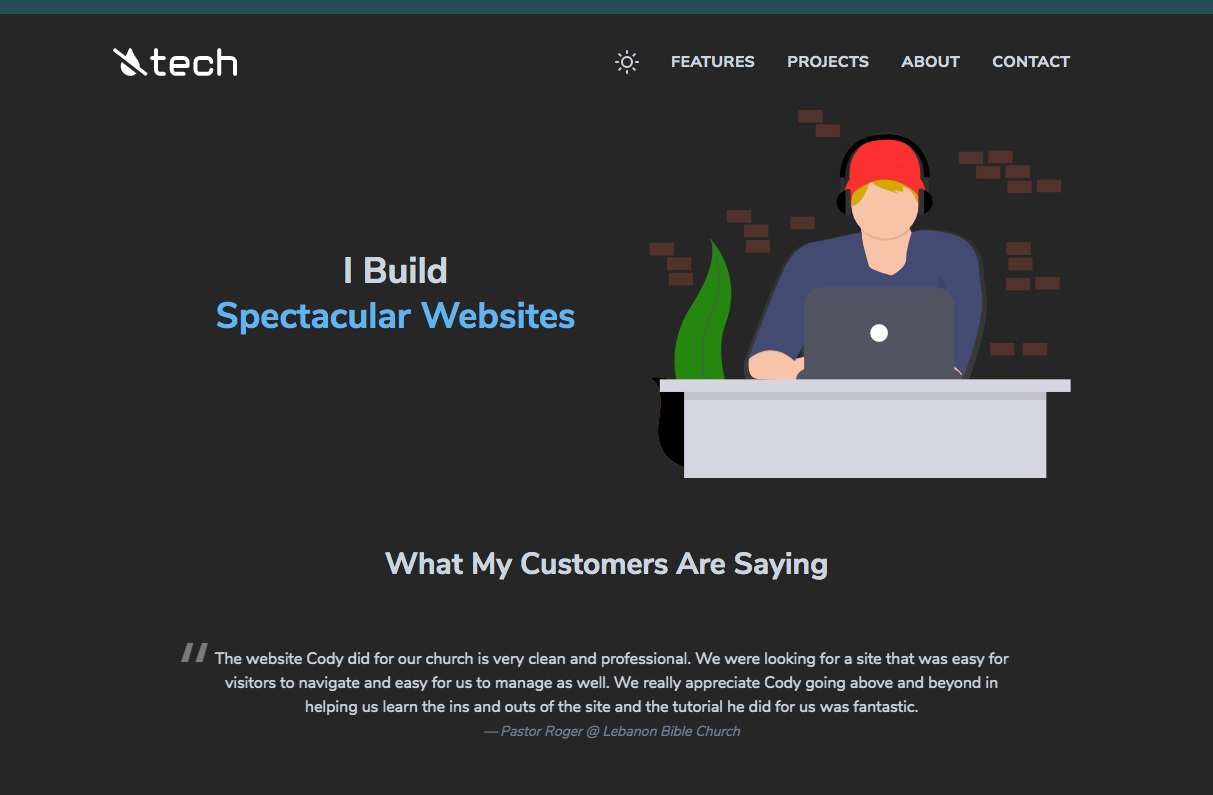 tech
FEATURES PROJECTS ABOUT CONTACT
I Build
Spectacular Websites
What My Customers Are Saying
" The website Cody did for our church is very clean and professional. We were looking for a site that was easy for
visitors to navigate and easy for us to manage as well. We really appreciate Cody going above and beyond in
helping us learn the ins and outs of the site and the tutorial he did for us was fantastic.
— Pastor Roger @ Lebanon Bible Church